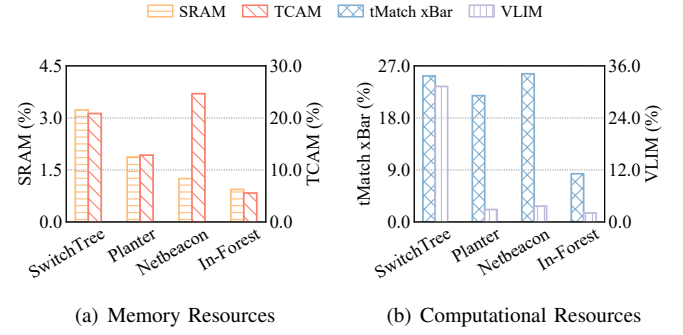 SRAM TCAM tMatch xBar VLIM
4.5 30.0 27.0 36.0
3.0 20.0 18.0 24.0
1.5 10.0 9.0 12.0
0.0 0.0 0.0 0.0
SRAM (%)
TCAM (%)
tMatch xBar (%)
VLIM (%)
SwitchTree Planter Netbeacon In-Forest
SwitchTree Planter Netbeacon In-Forest
(a) Memory Resources
(b) Computational Resources